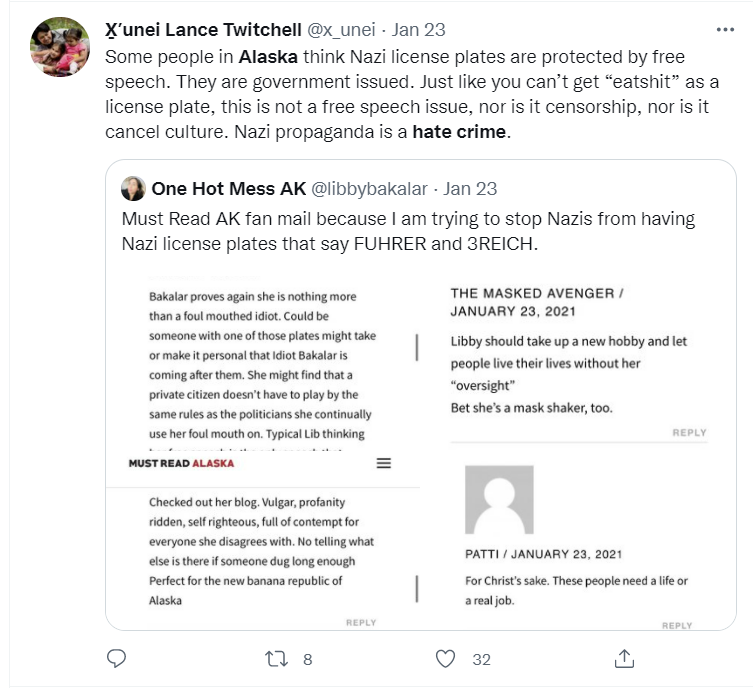 X̱ʼunei Lance Twitchell @x_unei · Jan 23
Some people in Alaska think Nazi license plates are protected by free
speech. They are government issued. Just like you can’t get “eatshit” as a
license plate, this is not a free speech issue, nor is it censorship, nor is it
cancel culture. Nazi propaganda is a hate crime.
One Hot Mess AK @libbybakalar · Jan 23
Must Read AK fan mail because I am trying to stop Nazis from having
Nazi license plates that say FUHRER and 3REICH.
Bakalar proves again she is nothing more
than a foul mouthed idiot. Could be
someone with one of those plates might take
or make it personal that Idiot Bakalar is
coming after them. She might find that a
private citizen doesn’t have to play by the
same rules as the politicians she continually
use her foul mouth on. Typical Lib thinking
MUST READ ALASKA
Checked out her blog. Vulgar, profanity
ridden, self righteous, full of contempt for
everyone she disagrees with. No telling what
else is there if someone dug long enough
Perfect for the new banana republic of
Alaska
REPLY
THE MASKED AVENGER /
JANUARY 23, 2021
Libby should take up a new hobby and let
people live their lives without her
“oversight”
Bet she’s a mask shaker, too.
REPLY
PATTI / JANUARY 23, 2021
For Christ’s sake. These people need a life or
a real job.
REPLY
8
32